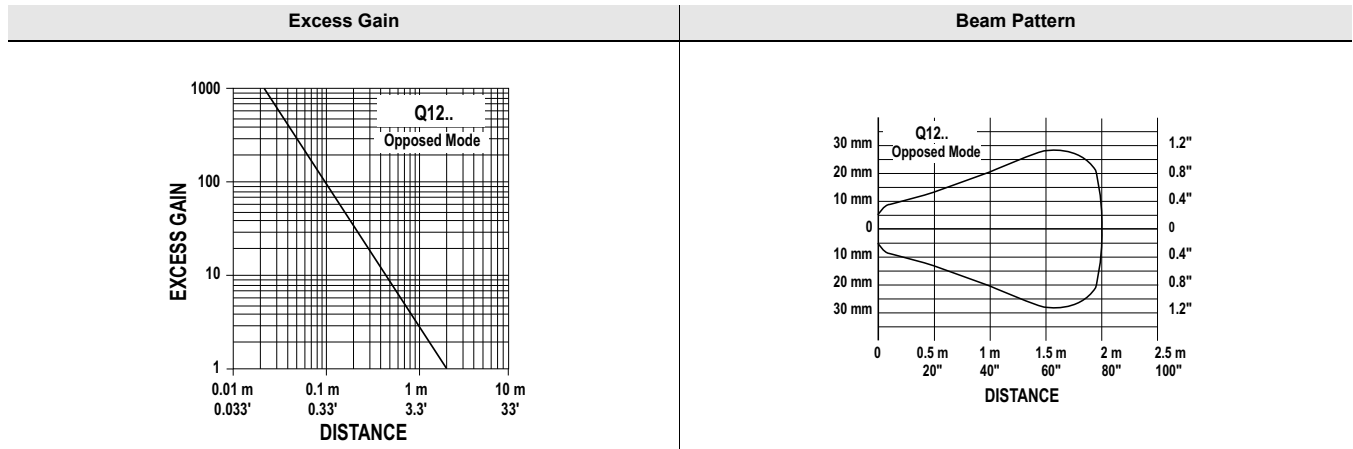 Excess Gain
Beam Pattern
1000
100
10
1
EXCESS GAIN
Q12..
Opposed Mode
0.01 m 0.1 m 1 m 10 m
0.033' 0.33' 3.3' 33'
DISTANCE
Q12..
Opposed Mode
30 mm 1.2"
20 mm 0.8"
10 mm 0.4"
0 0
10 mm 0.4"
20 mm 0.8"
30 mm 1.2"
0 0.5 m 1 m 1.5 m 2 m 2.5 m
20" 40" 60" 80" 100"
DISTANCE